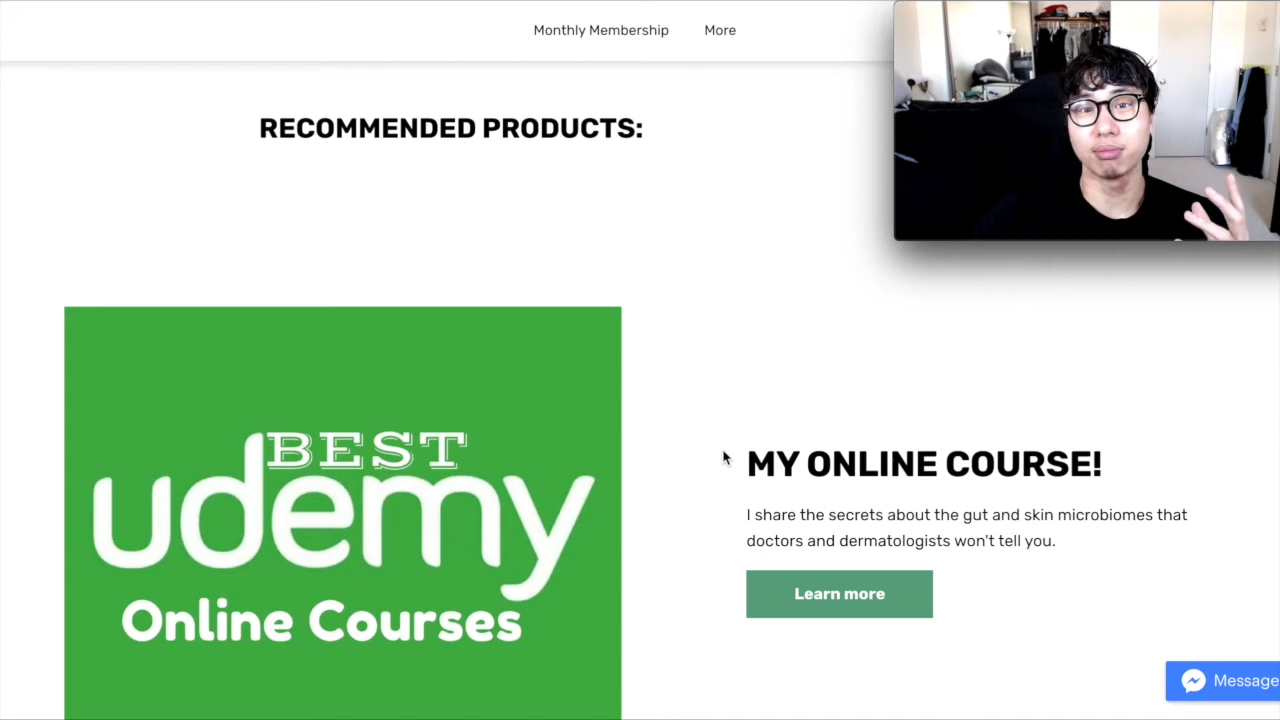 Monthly Membership More
RECOMMENDED PRODUCTS:
BEST
udemy
Online Courses
MY ONLINE COURSE!
I share the secrets about the gut and skin microbiomes that
doctors and dermatologists won't tell you.
Learn more
Message